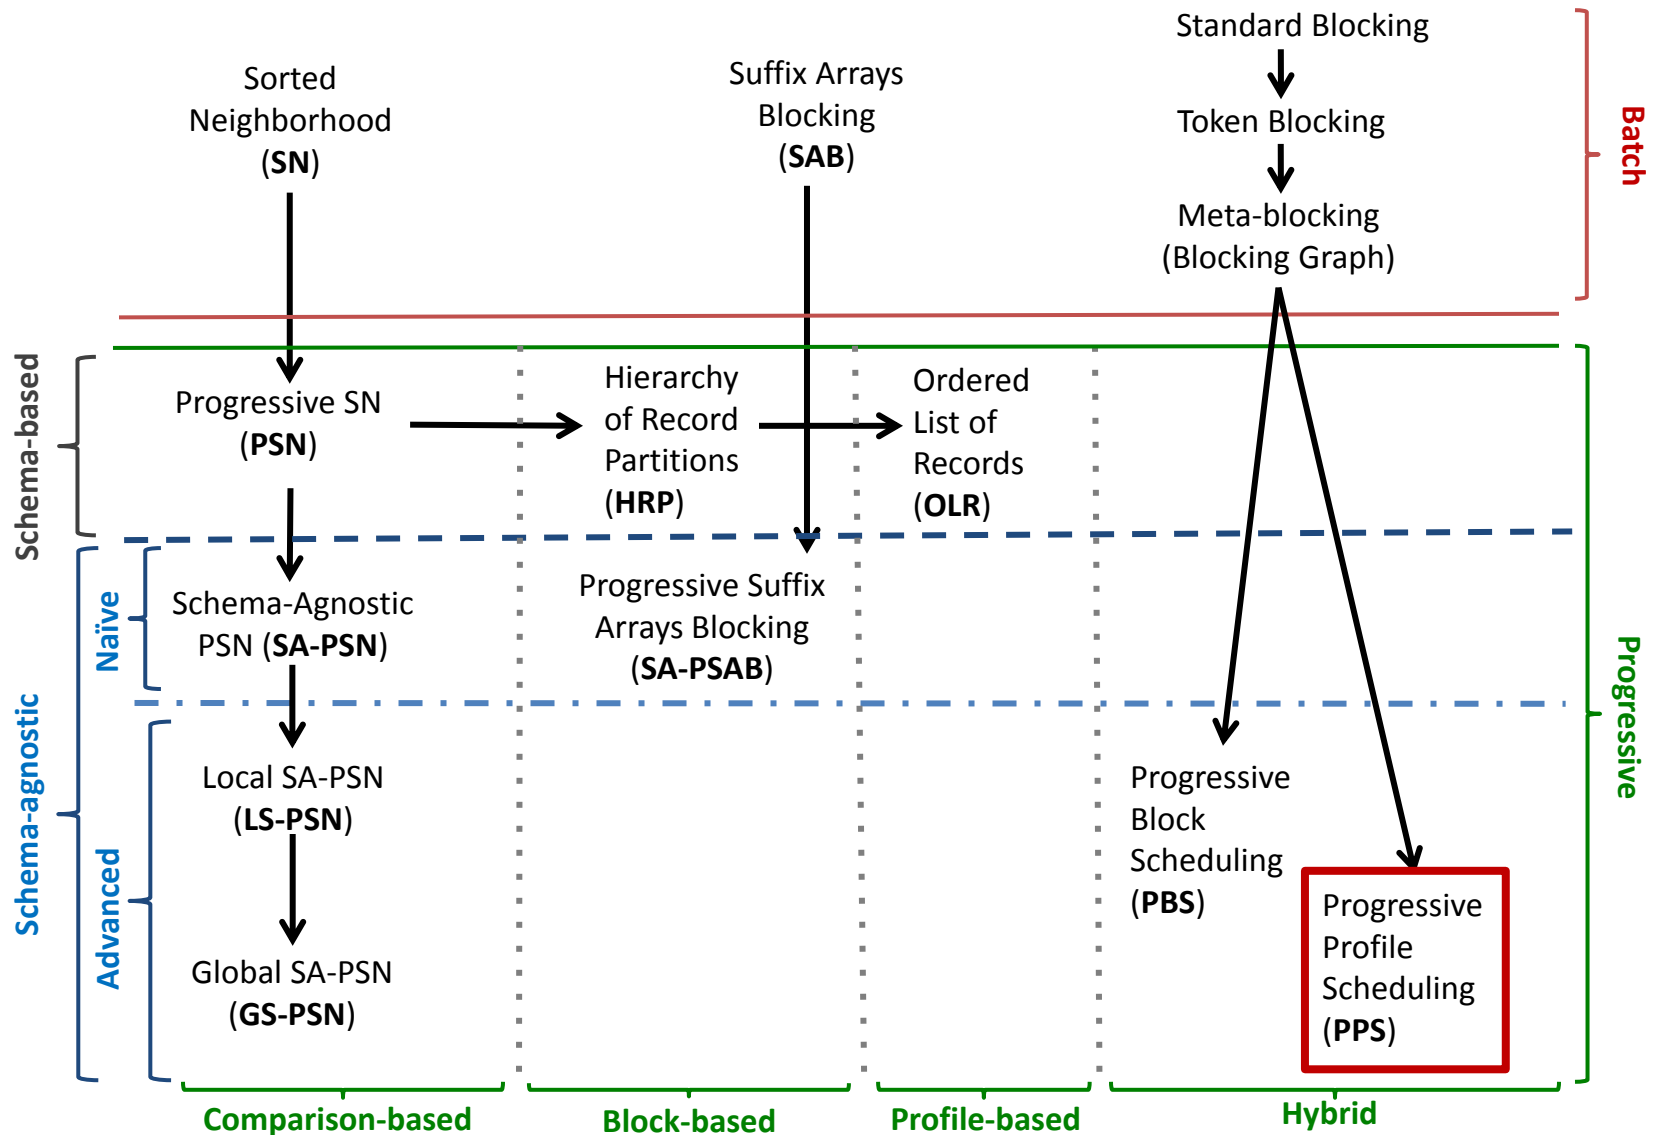 Standard Blocking
Token Blocking
Meta-blocking
(Blocking Graph)
Sorted
Neighborhood
(SN)
Suffix Arrays
Blocking
(SAB)
Batch
Schema-based
Progressive SN
(PSN)
Hierarchy
of Record
Partitions
(HRP)
Ordered
List of
Records
(OLR)
Schema-agnostic
Naïve
Schema-Agnostic
PSN (SA-PSN)
Progressive Suffix
Arrays Blocking
(SA-PSAB)
Progressive
Advanced
Local SA-PSN
(LS-PSN)
Global SA-PSN
(GS-PSN)
Progressive
Block
Scheduling
(PBS)
Progressive
Profile
Scheduling
(PPS)
Comparison-based
Block-based
Profile-based
Hybrid